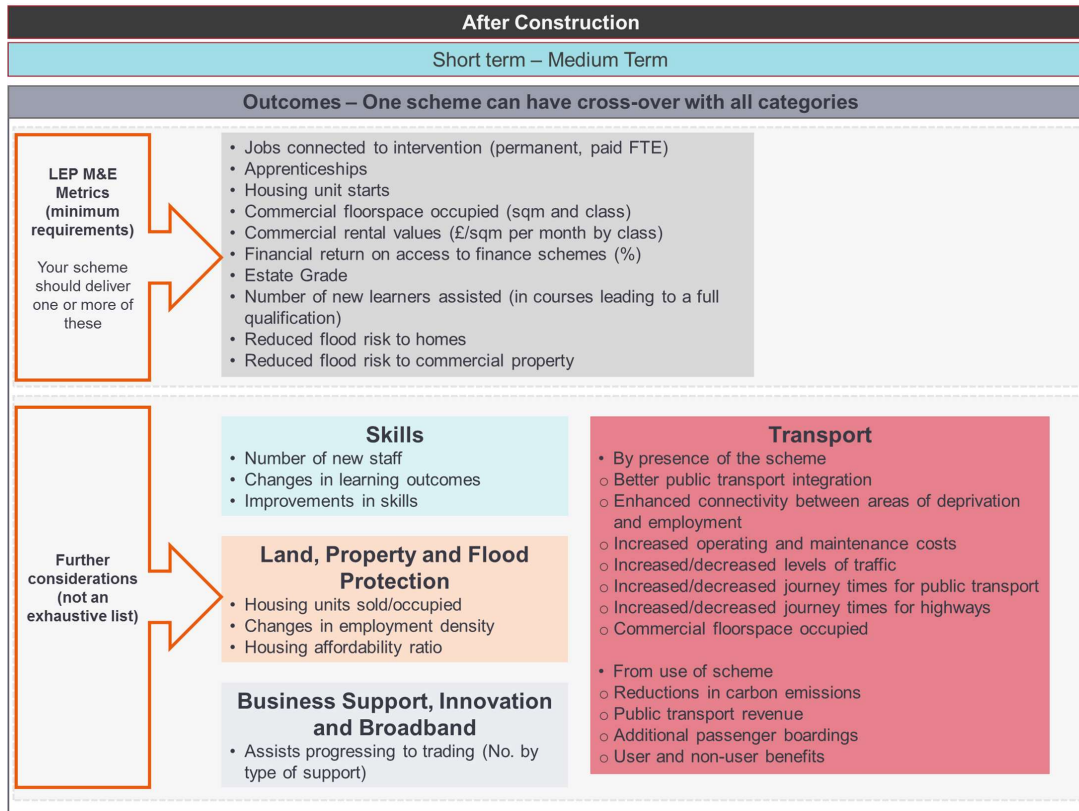 After Construction
Short term – Medium Term
Outcomes – One scheme can have cross-over with all categories
LEP M&E
Metrics
(minimum
requirements)
Your scheme
should deliver
one or more of
these
• Jobs connected to intervention (permanent, paid FTE)
• Apprenticeships
• Housing unit starts
• Commercial floorspace occupied (sqm and class)
• Commercial rental values (£/sqm per month by class)
• Financial return on access to finance schemes (%)
• Estate Grade
• Number of new learners assisted (in courses leading to a full
qualification)
• Reduced flood risk to homes
• Reduced flood risk to commercial property
Further
considerations
(not an
exhaustive list)
Skills
• Number of new staff
• Changes in learning outcomes
• Improvements in skills
Land, Property and Flood
Protection
• Housing units sold/occupied
• Changes in employment density
• Housing affordability ratio
Business Support, Innovation
and Broadband
• Assists progressing to trading (No. by
type of support)
Transport
• By presence of the scheme
o Better public transport integration
o Enhanced connectivity between areas of deprivation
and employment
o Increased operating and maintenance costs
o Increased/decreased levels of traffic
o Increased/decreased journey times for public transport
o Increased/decreased journey times for highways
o Commercial floorspace occupied
• From use of scheme
o Reductions in carbon emissions
o Public transport revenue
o Additional passenger boardings
o User and non-user benefits